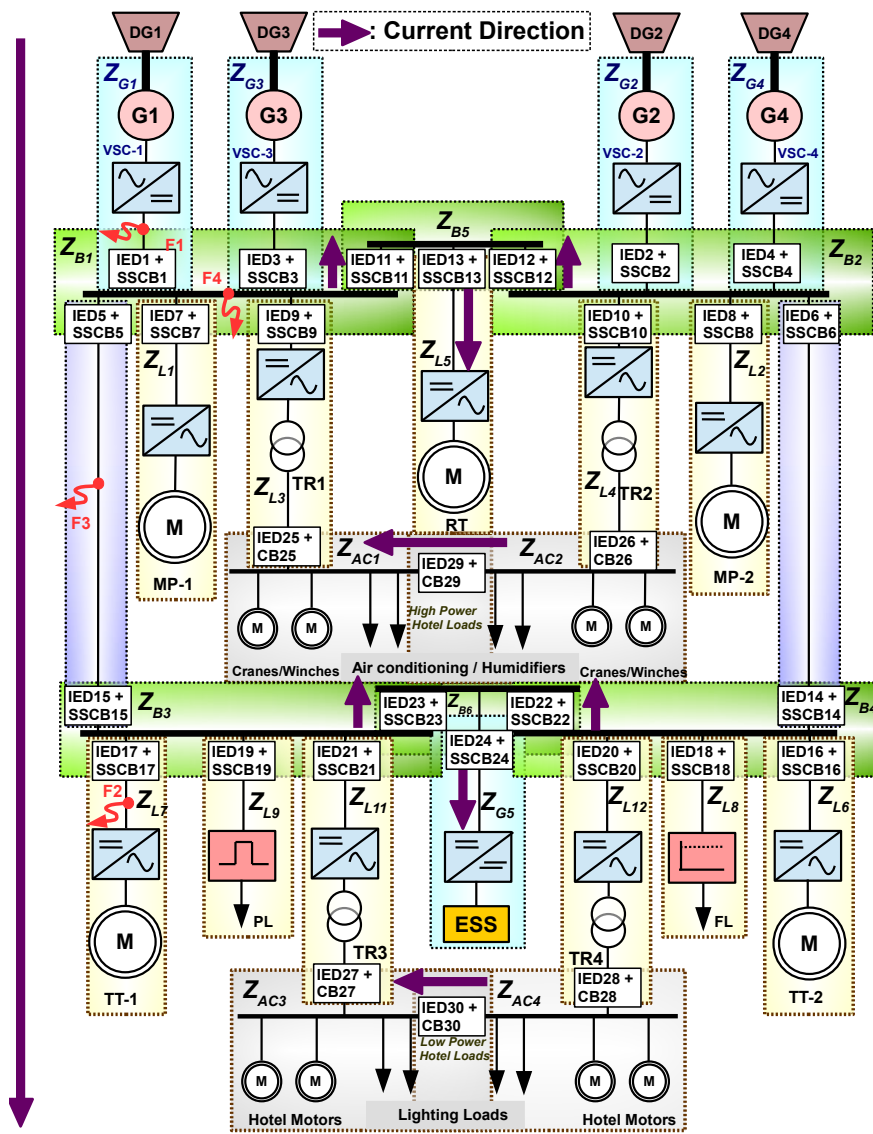 DG1
DG3
: Current Direction
DG2
DG4
ZG1
ZG3
ZG2
ZG4
G1
G3
G2
G4
VSC-1
VSC-3
VSC-2
VSC-4
ZB1
F1
ZB5
ZB2
IED1 +
SSCB1
IED3 +
SSCB3
IED11 +
SSCB11
IED13 +
SSCB13
IED12 +
SSCB12
IED2 +
SSCB2
IED4 +
SSCB4
F4
IED5 +
SSCB5
IED7 +
SSCB7
IED9 +
SSCB9
IED10 +
SSCB10
IED8 +
SSCB8
IED6 +
SSCB6
ZL1
ZL5
ZL2
F3
M
MP-1
ZL3
TR1
M
RT
ZL4
TR2
M
MP-2
IED25 +
CB25
ZAC1
IED29 +
CB29
ZAC2
IED26 +
CB26
M
M
High Power
Hotel Loads
M
M
Cranes/Winches
Air conditioning / Humidifiers
Cranes/Winches
IED15 +
SSCB15
ZB3
IED23 +
SSCB23
ZB6
IED22 +
SSCB22
IED14 +
SSCB14
ZB4
IED17 +
SSCB17
IED19 +
SSCB19
IED21 +
SSCB21
IED24 +
SSCB24
IED20 +
SSCB20
IED18 +
SSCB18
IED16 +
SSCB16
F2
ZL7
ZL9
ZL11
ZG5
ZL12
ZL8
ZL6
M
TT-1
PL
TR3
ESS
TR4
FL
M
TT-2
IED27 +
CB27
ZAC3
IED30 +
CB30
ZAC4
IED28 +
CB28
Low Power
Hotel Loads
M
M
M
M
Hotel Motors
Lighting Loads
Hotel Motors